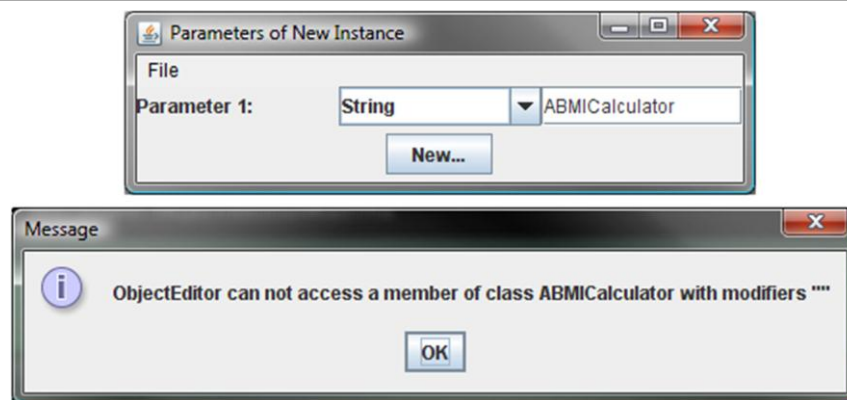 Parameters of New Instance
File
Parameter 1: String ABMICalculator
New...
Message
ObjectEditor can not access a member of class ABMICalculator with modifiers ""
OK